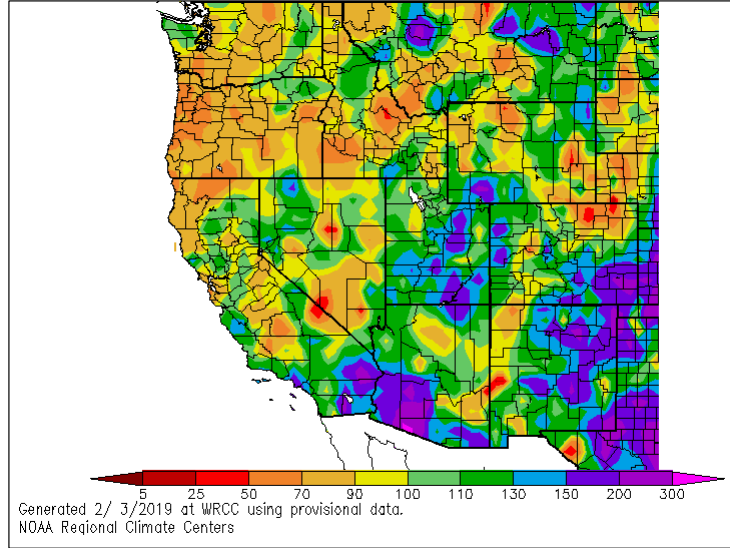 5 25 50 70 90 100 110 130 150 200 300
Generated 2/ 3/2019 at WRCC using provisional data.
NOAA Regional Climate Centers